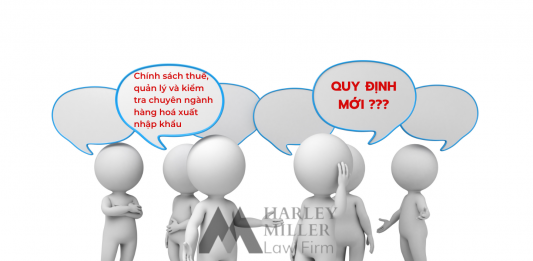 Chính sách thuế,
quản lý và kiểm
tra chuyên ngành
hàng hoá xuất
nhập khẩu
QUY ĐỊNH
MỚI ???
HARLEY
MILLER
Law Firm